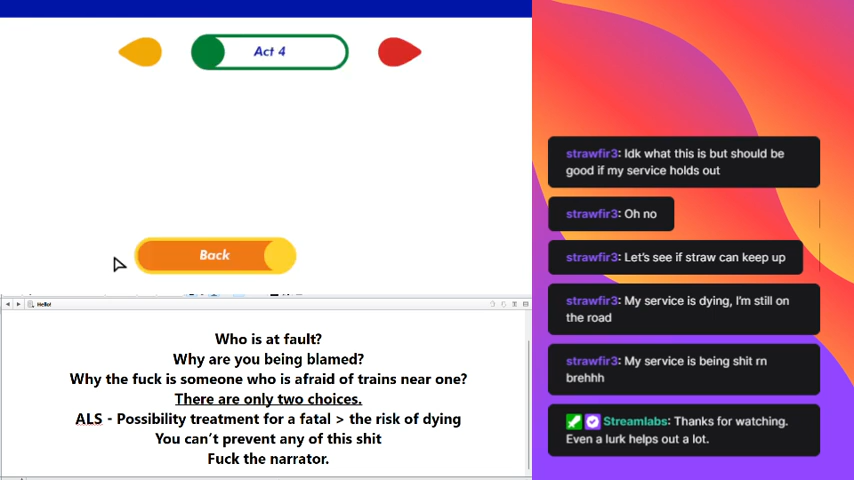 Act 4
Back
Hello!
Who is at fault?
Why are you being blamed?
Why the fuck is someone who is afraid of trains near one?
There are only two choices.
ALS - Possibility treatment for a fatal > the risk of dying
You can't prevent any of this shit
Fuck the narrator.
strawfir3: Idk what this is but should be
good if my service holds out
strawfir3: Oh no
strawfir3: Let's see if straw can keep up
strawfir3: My service is dying, I'm still on
the road
strawfir3: My service is being shit rn
brehhh
Streamlabs: Thanks for watching.
Even a lurk helps out a lot.